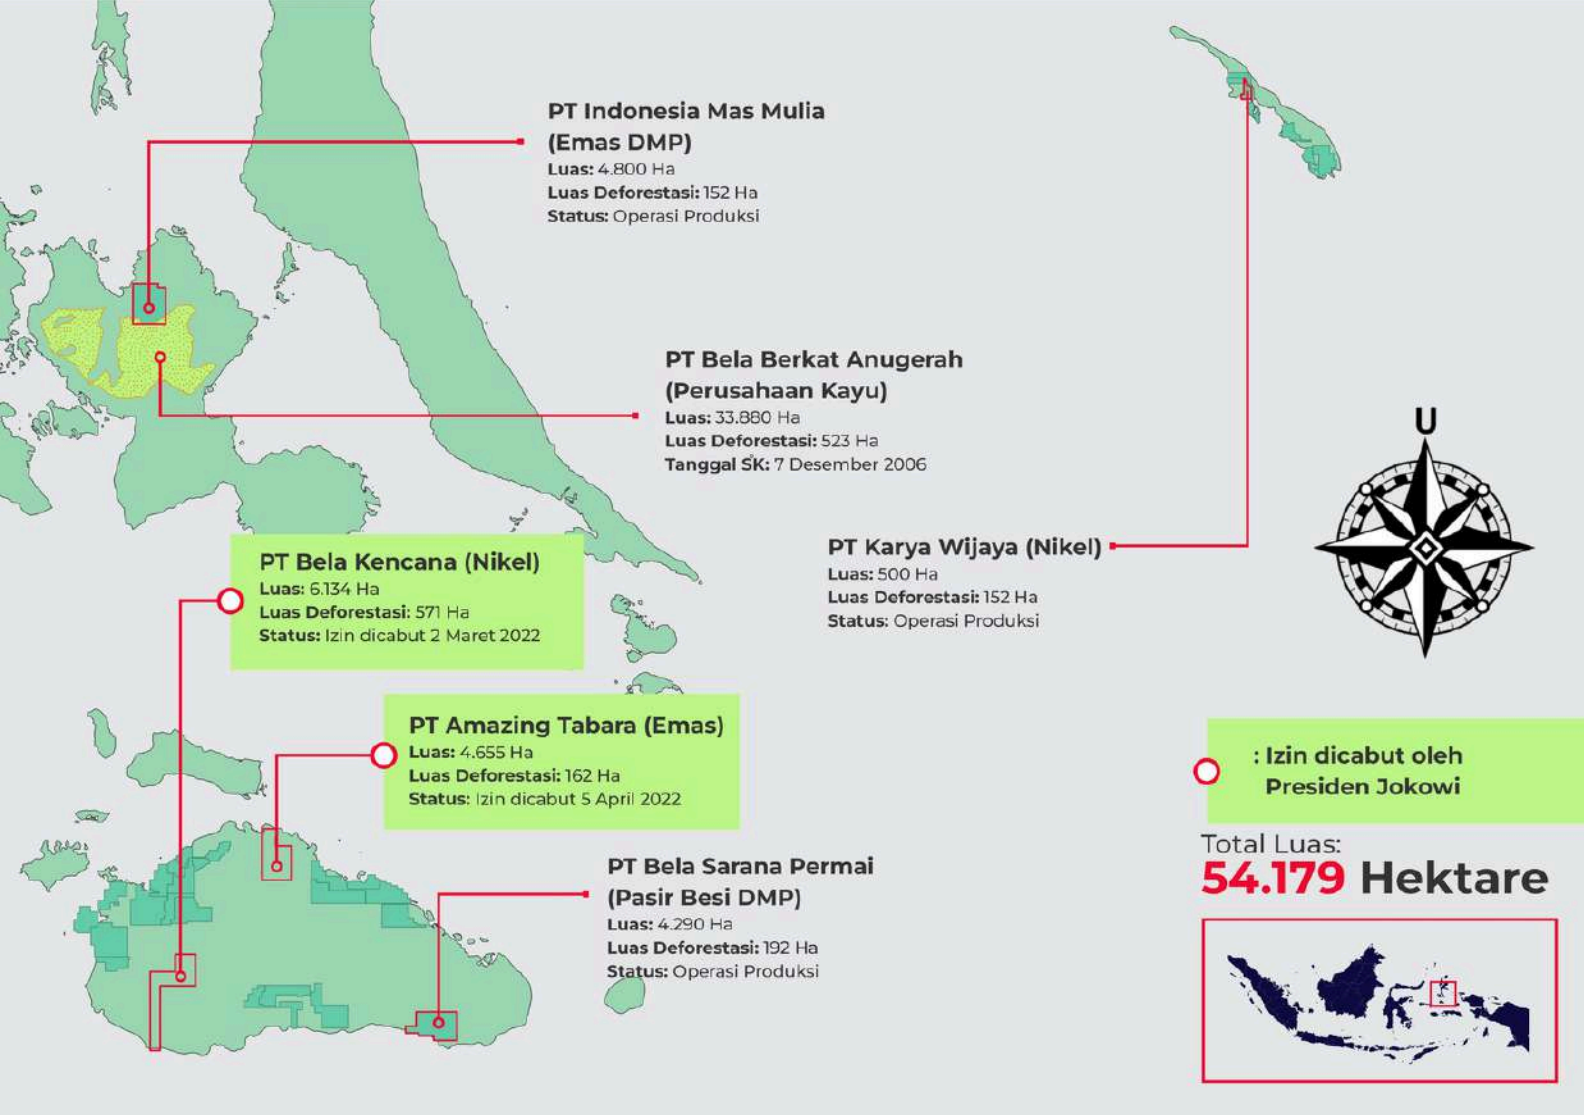 PT Indonesia Mas Mulia
(Emas DMP)
Luas: 4.800 Ha
Luas Deforestasi: 152 Ha
Status: Operasi Produksi
PT Bela Berkat Anugerah
(Perusahaan Kayu)
Luas: 33.880 Ha
Luas Deforestasi: 523 Ha
Tanggal SK: 7 Desember 2006
U
PT Karya Wijaya (Nikel)
Luas: 500 Ha
Luas Deforestasi: 152 Ha
Status: Operasi Produksi
PT Bela Kencana (Nikel)
Luas: 6.134 Ha
Luas Deforestasi: 571 Ha
Status: Izin dicabut 2 Maret 2022
PT Amazing Tabara (Emas)
Luas: 4.655 Ha
Luas Deforestasi: 162 Ha
Status: Izin dicabut 5 April 2022
PT Bela Sarana Permai
(Pasir Besi DMP)
Luas: 4.290 Ha
Luas Deforestasi: 192 Ha
Status: Operasi Produksi
: Izin dicabut oleh
Presiden Jokowi
Total Luas:
54.179 Hektare